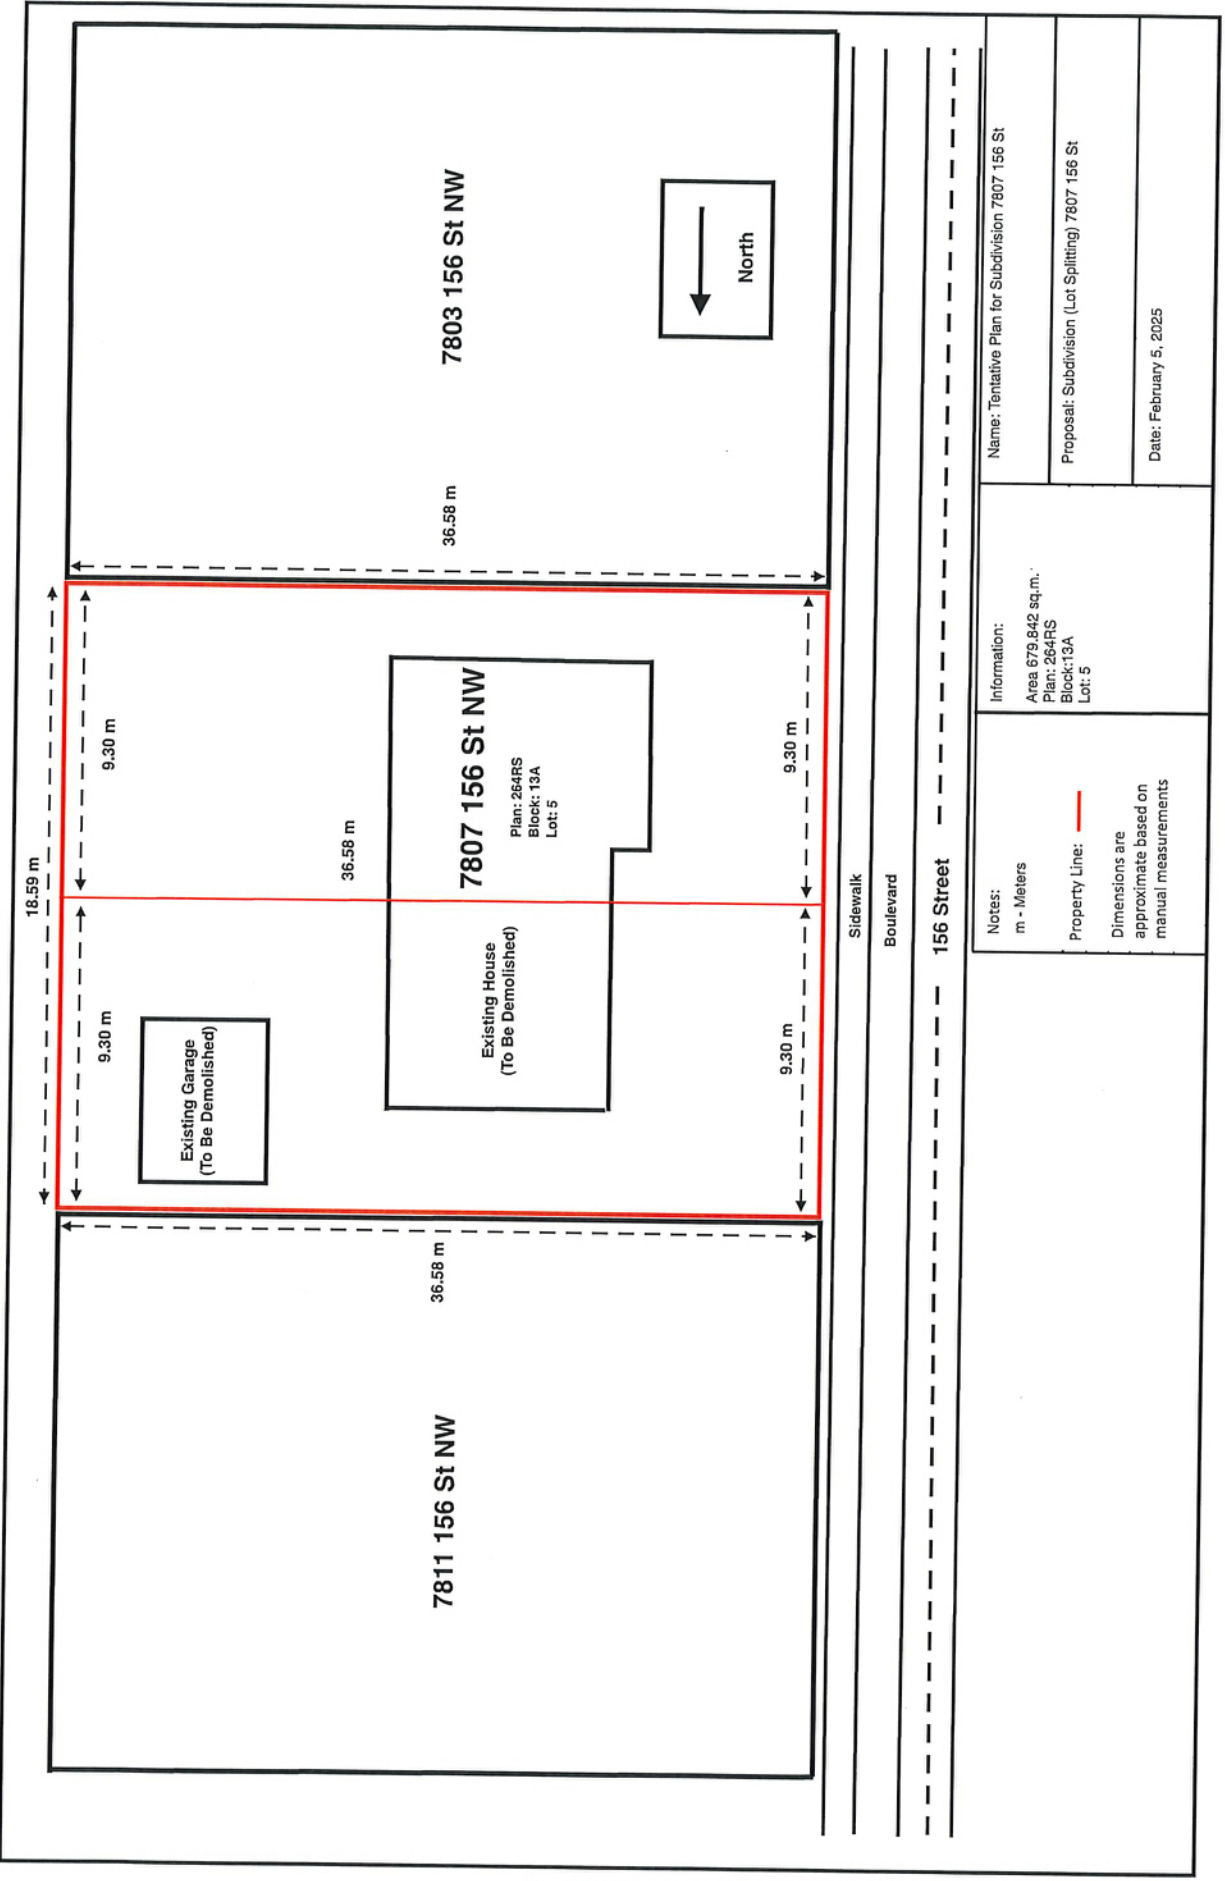 18.59 m
9.30 m
9.30 m
Existing Garage
(To Be Demolished)
36.58 m
36.58 m
36.58 m
7811 156 St NW
7807 156 St NW
Plan: 264RS
Block: 13A
Lot: 5
Existing House
(To Be Demolished)
7803 156 St NW
North
9.30 m
9.30 m
Sidewalk
Boulevard
156 Street
Notes:
m - Meters
Property Line:
Dimensions are
approximate based on
manual measurements
Information:
Area 679.842 sq.m.
Plan: 264RS
Block:13A
Lot: 5
Name: Tentative Plan for Subdivision 7807 156 St
Proposal: Subdivision (Lot Splitting) 7807 156 St
Date: February 5, 2025